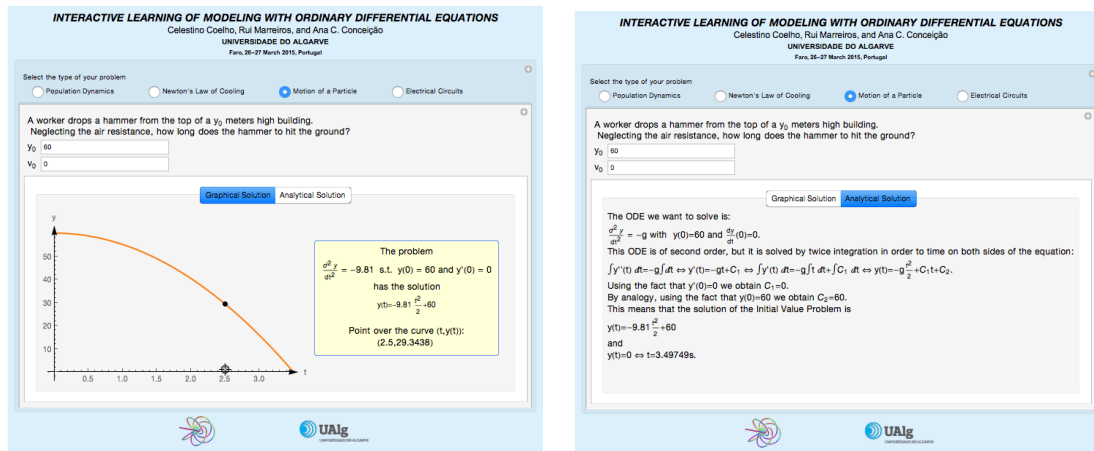 INTERACTIVE LEARNING OF MODELING WITH ORDINARY DIFFERENTIAL EQUATIONS
Celestino Coelho, Rui Marreiros, and Ana C. Conceição
UNIVERSIDADE DO ALGARVE
Faro, 26-27 March 2015, Portugal
Select the type of your problem
Population Dynamics Newton's Law of Cooling Motion of a Particle Electrical Circuits
A worker drops a hammer from the top of a y₀ meters high building.
Neglecting the air resistance, how long does the hammer to hit the ground?
y₀ 60
v₀ 0
Graphical Solution Analytical Solution
y
50
40
30
20
10
0.5 1.0 1.5 2.0 2.5 3.0 t
The problem
d² y/dt² = -9.81 s.t. y(0) = 60 and y'(0) = 0
has the solution
y(t)=-9.81 t²/2 +60
Point over the curve (t,y(t)):
(2.5,29.3438)
UAlg
UNIVERSIDADE DO ALGARVE
INTERACTIVE LEARNING OF MODELING WITH ORDINARY DIFFERENTIAL EQUATIONS
Celestino Coelho, Rui Marreiros, and Ana C. Conceição
UNIVERSIDADE DO ALGARVE
Faro, 26-27 March 2015, Portugal
Select the type of your problem
Population Dynamics Newton's Law of Cooling Motion of a Particle Electrical Circuits
A worker drops a hammer from the top of a y₀ meters high building.
Neglecting the air resistance, how long does the hammer to hit the ground?
y₀ 60
v₀ 0
Graphical Solution Analytical Solution
The ODE we want to solve is:
d² y/dt² = -g with y(0)=60 and dy/dt (0)=0.
This ODE is of second order, but it is solved by twice integration in order to time on both sides of the equation:
∫y''(t) dt=-g∫dt ⇔ y'(t)=-gt+C₁ ⇔ ∫y'(t) dt=-g∫t dt+∫C₁ dt ⇔ y(t)=-g t²/2 +C₁t+C₂.
Using the fact that y'(0)=0 we obtain C₁=0.
By analogy, using the fact that y(0)=60 we obtain C₂=60.
This means that the solution of the Initial Value Problem is
y(t)=-9.81 t²/2 +60
and
y(t)=0 ⇔ t=3.49749s.
UAlg
UNIVERSIDADE DO ALGARVE